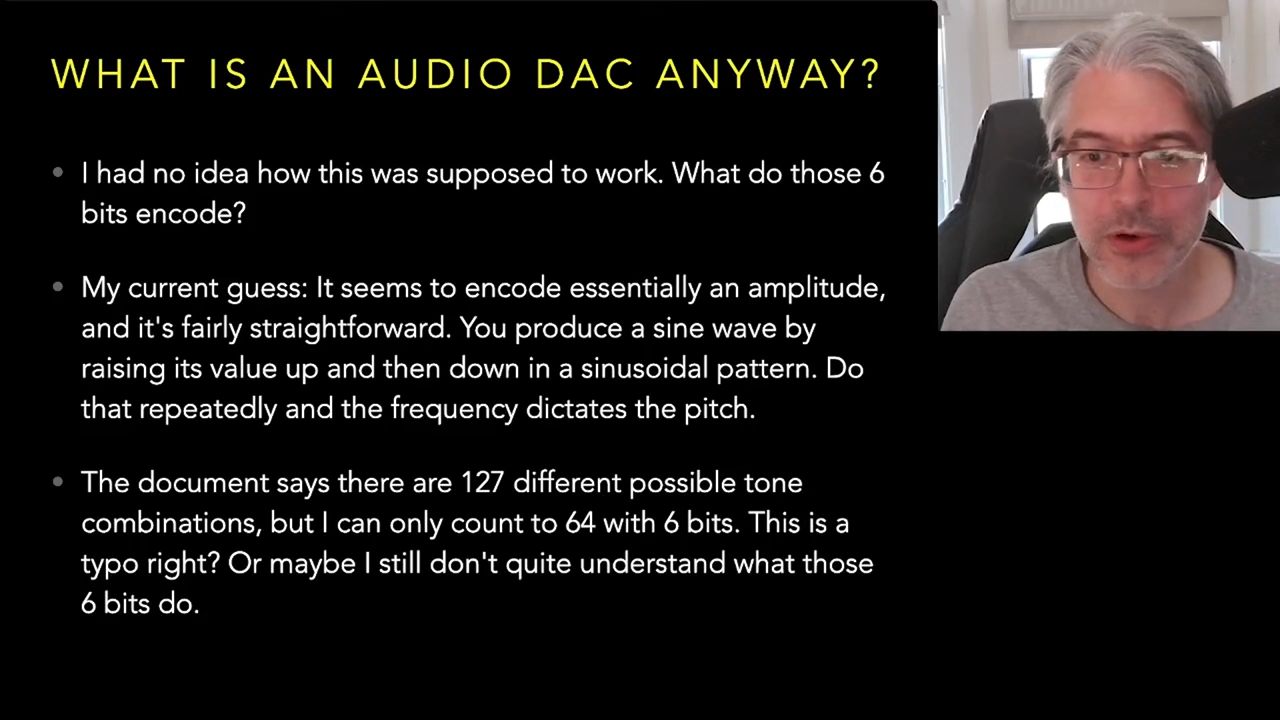 WHAT IS AN AUDIO DAC ANYWAY?
• I had no idea how this was supposed to work. What do those 6
bits encode?
• My current guess: It seems to encode essentially an amplitude,
and it's fairly straightforward. You produce a sine wave by
raising its value up and then down in a sinusoidal pattern. Do
that repeatedly and the frequency dictates the pitch.
• The document says there are 127 different possible tone
combinations, but I can only count to 64 with 6 bits. This is a
typo right? Or maybe I still don't quite understand what those
6 bits do.